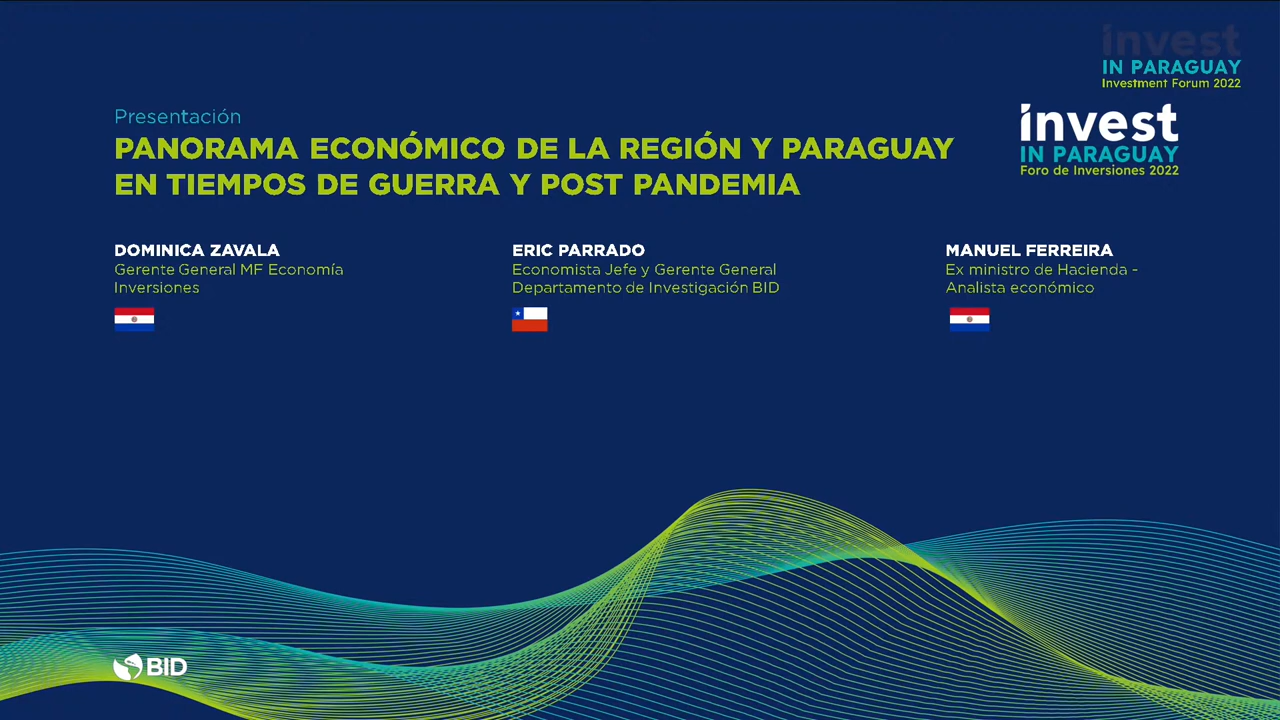 invest
IN PARAGUAY
Investment Forum 2022
invest
IN PARAGUAY
Foro de Inversiones 2022
Presentación
PANORAMA ECONÓMICO DE LA REGIÓN Y PARAGUAY
EN TIEMPOS DE GUERRA Y POST PANDEMIA
DOMINICA ZAVALA
Gerente General MF Economía
Inversiones
ERIC PARRADO
Economista Jefe y Gerente General
Departamento de Investigación BID
MANUEL FERREIRA
Ex ministro de Hacienda -
Analista económico
BID